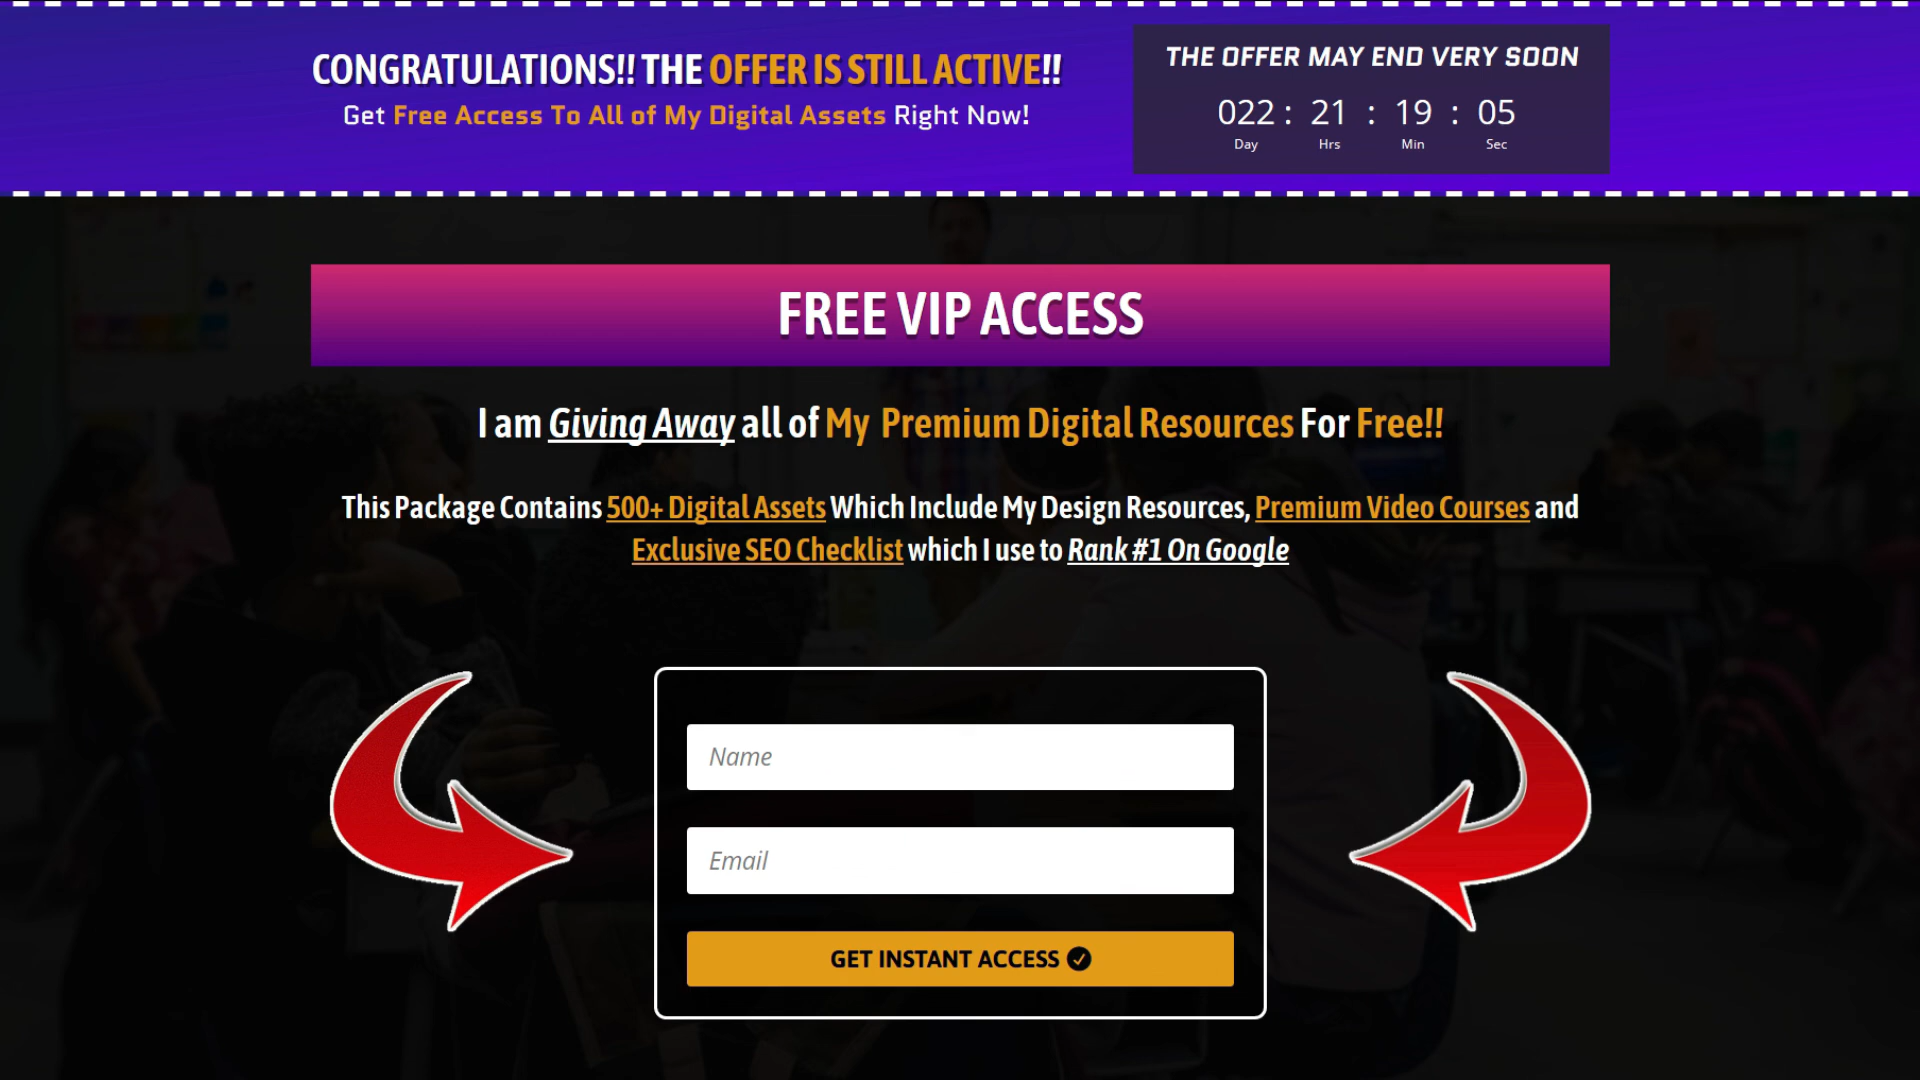 CONGRATULATIONS!! THE OFFER IS STILL ACTIVE!!
Get Free Access To All of My Digital Assets Right Now!
THE OFFER MAY END VERY SOON
022 : 21 : 19 : 05
Day Hrs Min Sec
FREE VIP ACCESS
I am Giving Away all of My Premium Digital Resources For Free!!
This Package Contains 500+ Digital Assets Which Include My Design Resources, Premium Video Courses and
Exclusive SEO Checklist which I use to Rank #1 On Google
Name
Email
GET INSTANT ACCESS